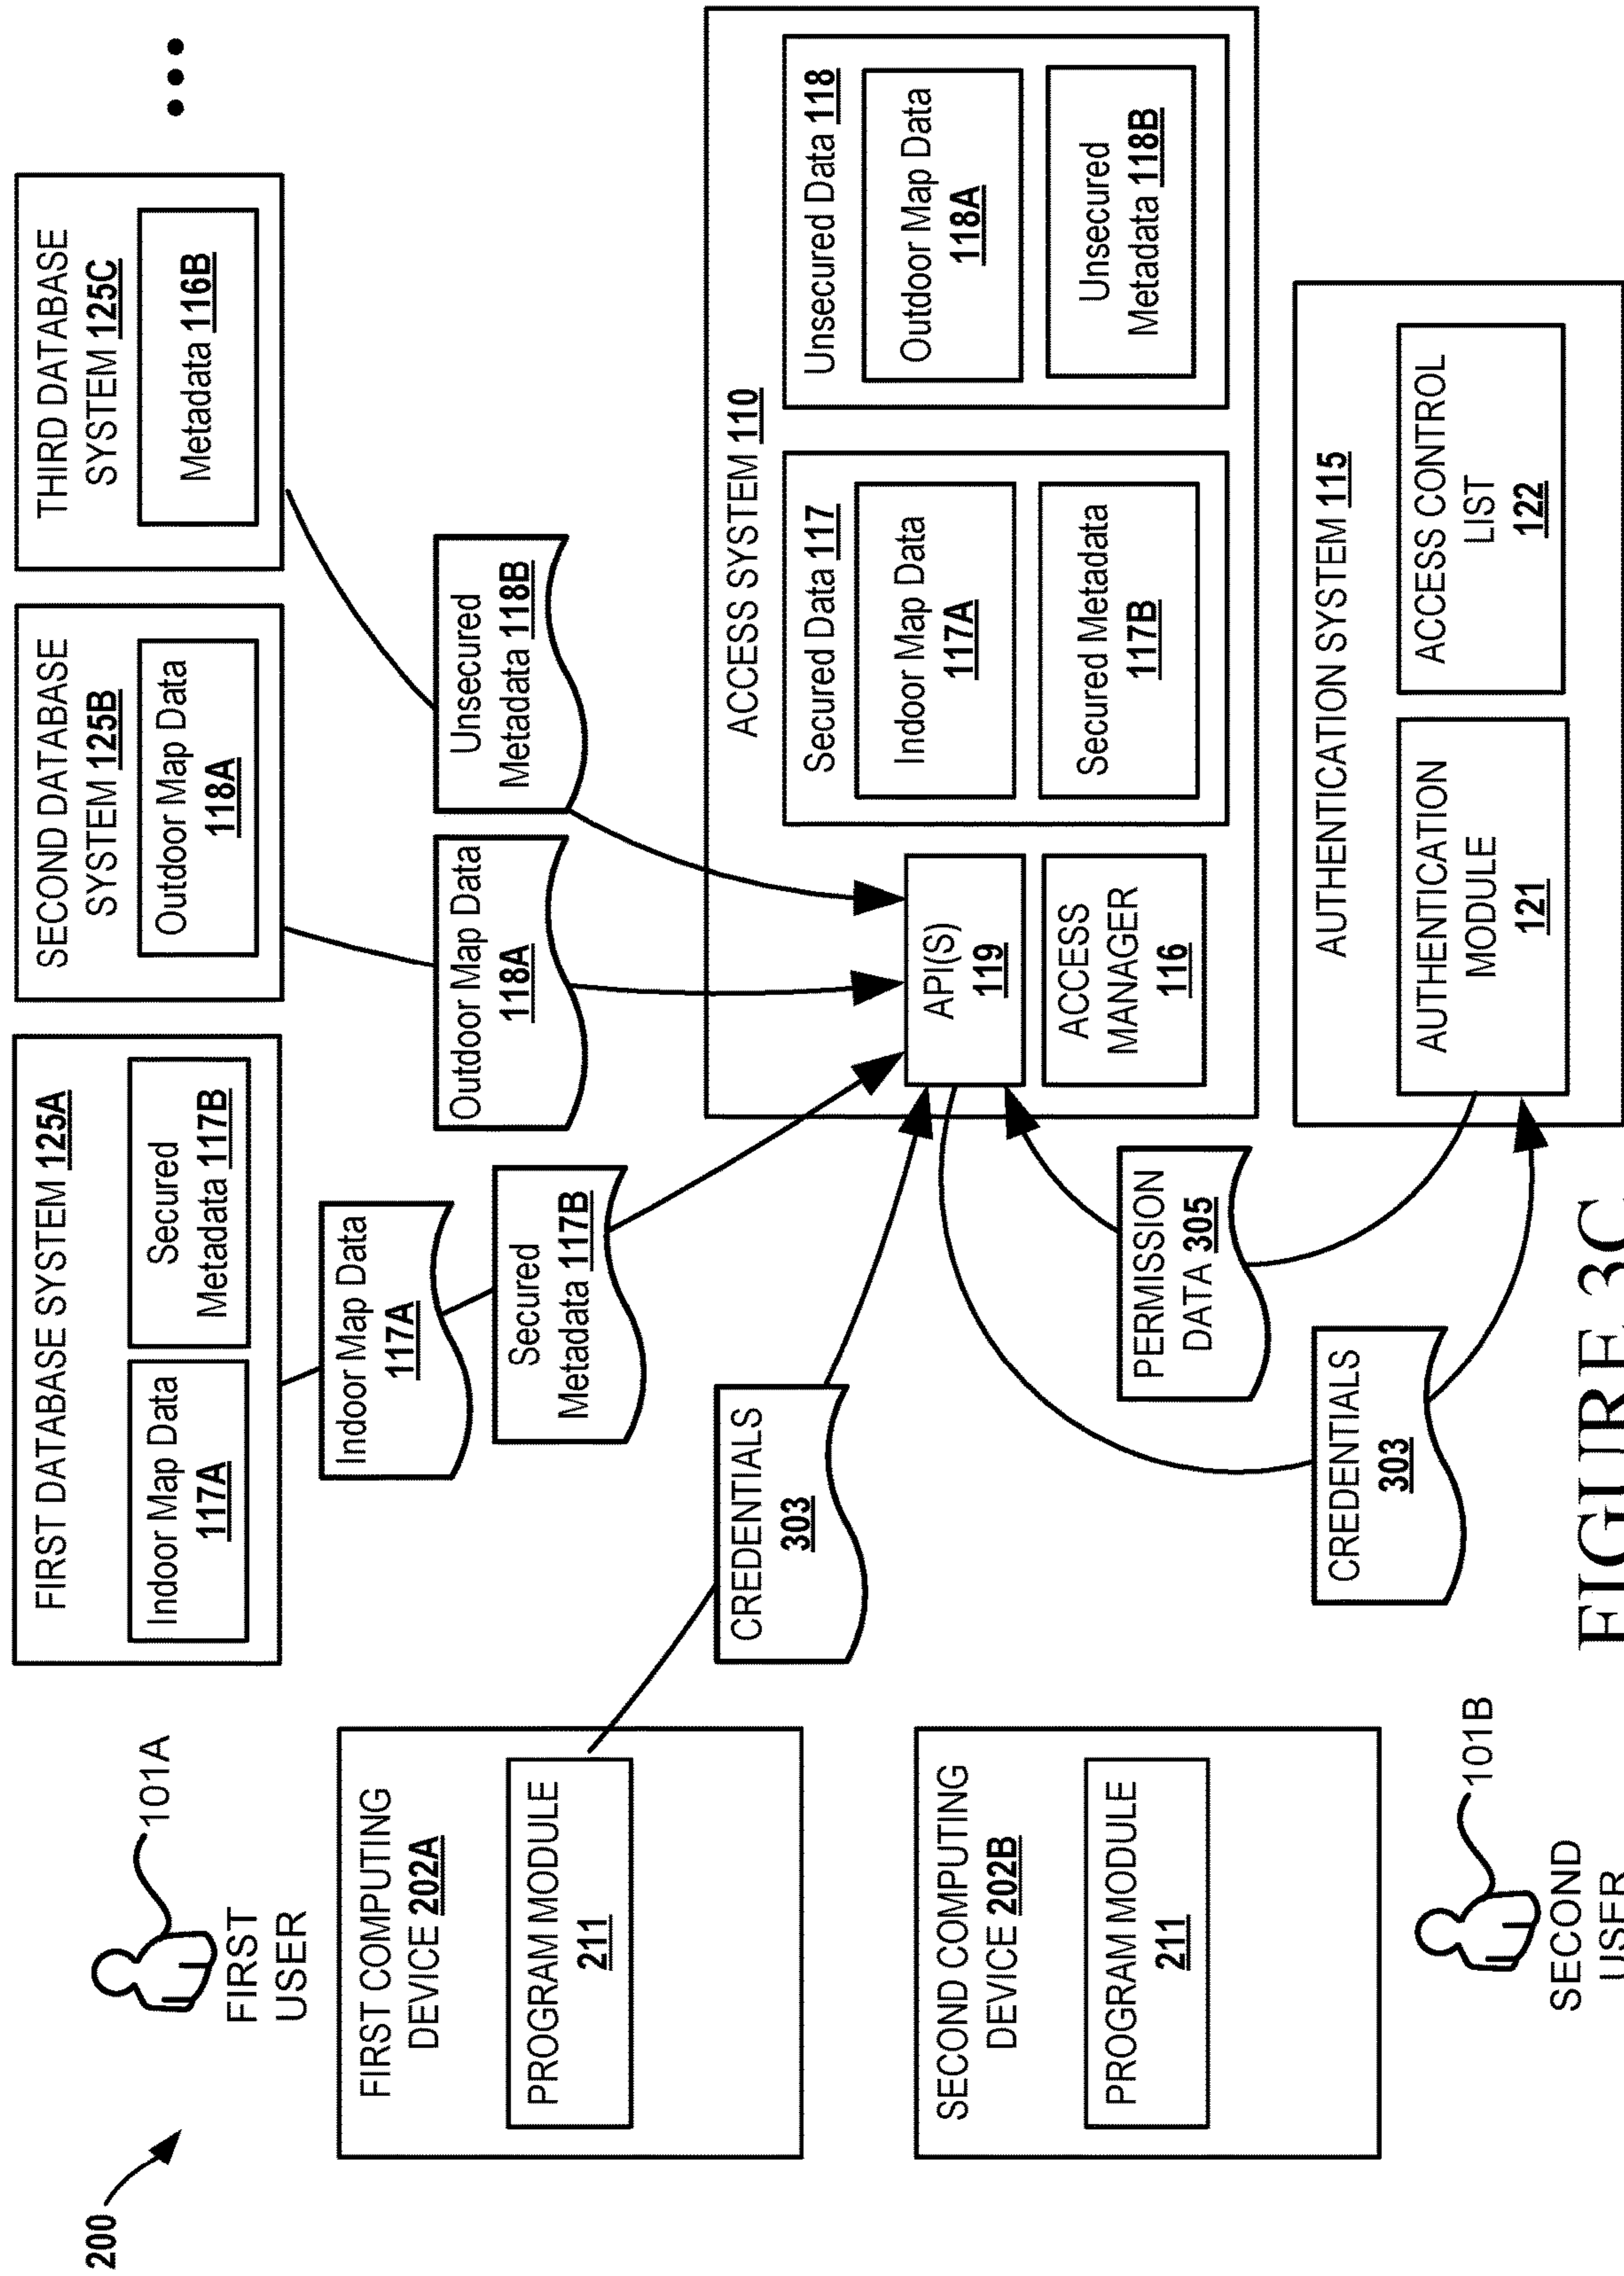 200
101A
FIRST
USER
FIRST DATABASE SYSTEM 125A
Indoor Map Data
117A
Secured
Metadata 117B
SECOND DATABASE
SYSTEM 125B
Outdoor Map Data
118A
THIRD DATABASE
SYSTEM 125C
Metadata 116B
Indoor Map Data
117A
Secured
Metadata 117B
Outdoor Map Data
118A
Unsecured
Metadata 118B
FIRST COMPUTING
DEVICE 202A
PROGRAM MODULE
211
CREDENTIALS
303
ACCESS SYSTEM 110
API(S)
119
ACCESS
MANAGER
116
Secured Data 117
Indoor Map Data
117A
Secured Metadata
117B
Unsecured Data 118
Outdoor Map Data
118A
Unsecured
Metadata 118B
SECOND COMPUTING
DEVICE 202B
PROGRAM MODULE
211
PERMISSION
DATA 305
CREDENTIALS
303
AUTHENTICATION SYSTEM 115
AUTHENTICATION
MODULE
121
ACCESS CONTROL
LIST
122
101B
SECOND
USER
FIGURE 3C